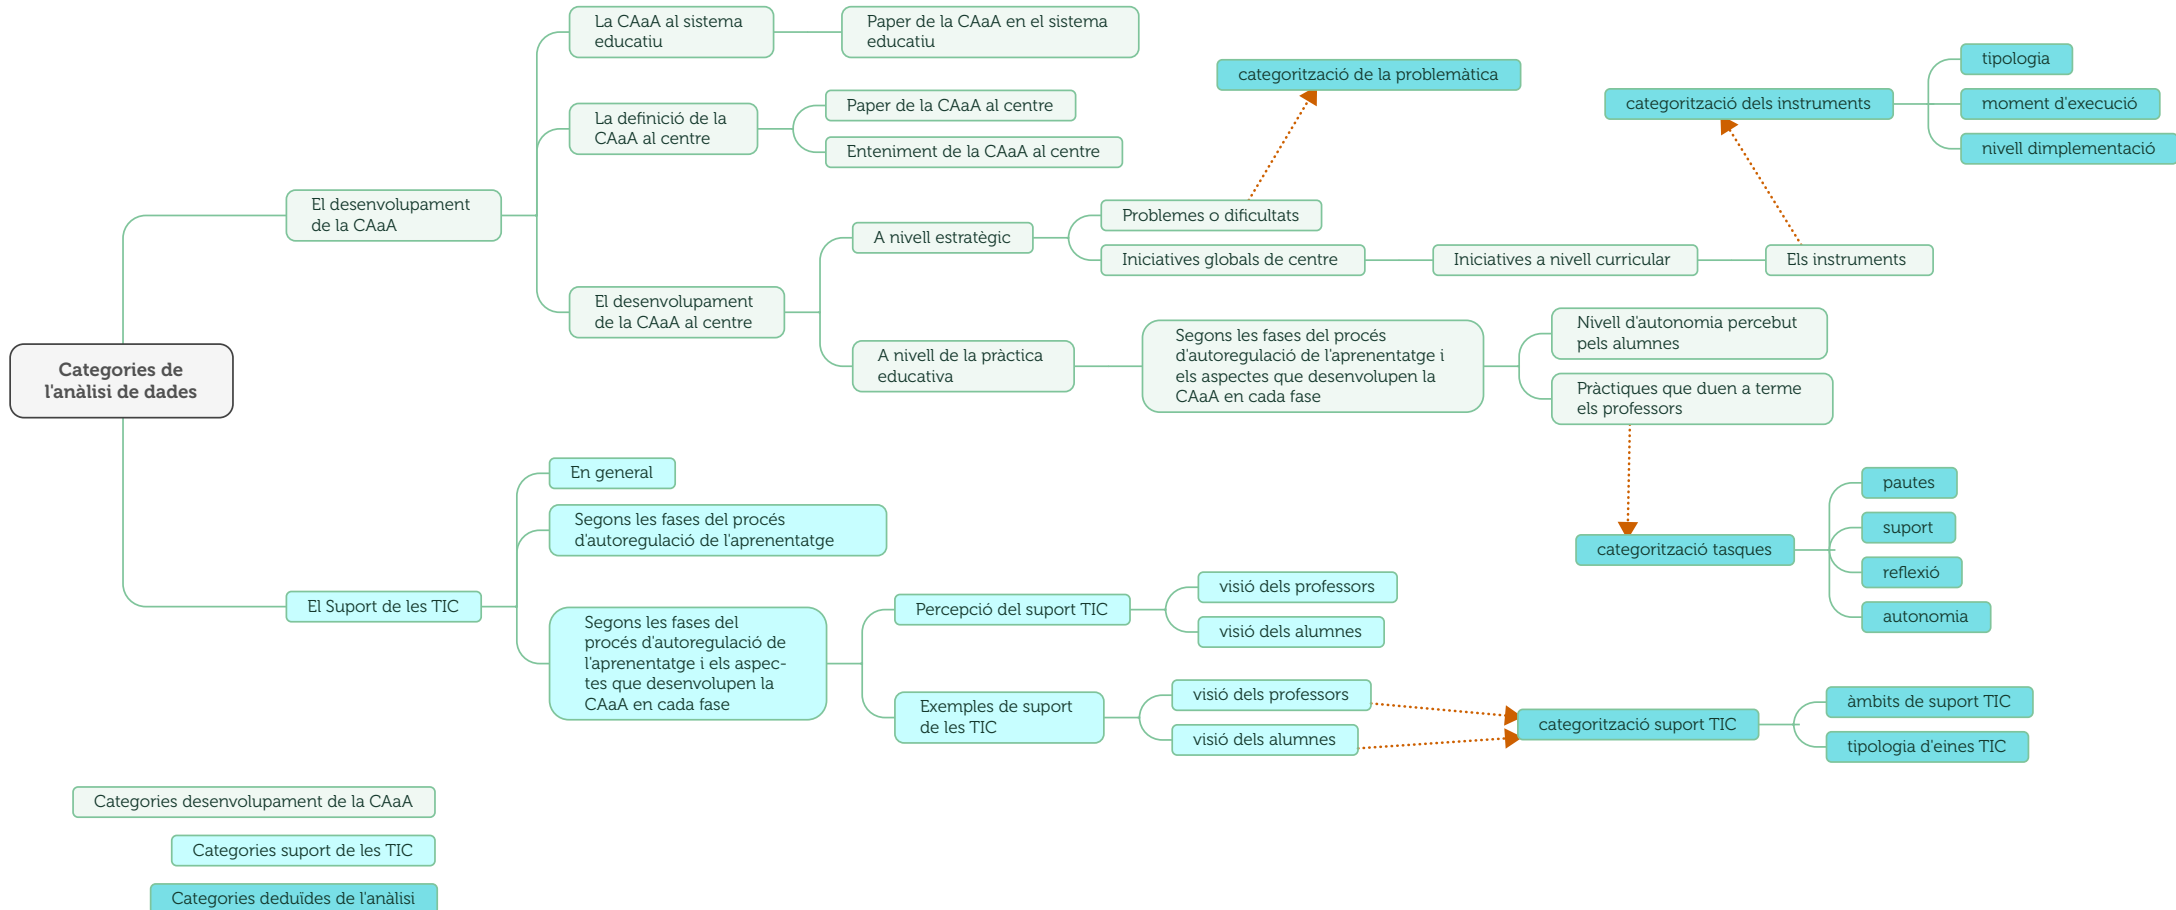 Categories de
l'anàlisi de dades
El desenvolupament
de la CAaA
La CAaA al sistema
educatiu
Paper de la CAaA en el sistema
educatiu
La definició de la
CAaA al centre
Paper de la CAaA al centre
Enteniment de la CAaA al centre
El desenvolupament
de la CAaA al centre
A nivell estratègic
Problemes o dificultats
categorització de la problemàtica
Iniciatives globals de centre
Iniciatives a nivell curricular
Els instruments
categorització dels instruments
tipologia
moment d'execució
nivell dimplementació
A nivell de la pràctica
educativa
Segons les fases del procés
d'autoregulació de l'aprenentatge i
els aspectes que desenvolupen la
CAaA en cada fase
Nivell d'autonomia percebut
pels alumnes
Pràctiques que duen a terme
els professors
categorització tasques
pautes
suport
reflexió
autonomia
El Suport de les TIC
En general
Segons les fases del procés
d'autoregulació de l'aprenentatge
Segons les fases del
procés d'autoregulació de
l'aprenentatge i els aspec-
tes que desenvolupen la
CAaA en cada fase
Percepció del suport TIC
visió dels professors
visió dels alumnes
Exemples de suport
de les TIC
visió dels professors
visió dels alumnes
categorització suport TIC
àmbits de suport TIC
tipologia d'eines TIC
Categories desenvolupament de la CAaA
Categories suport de les TIC
Categories deduïdes de l'anàlisi